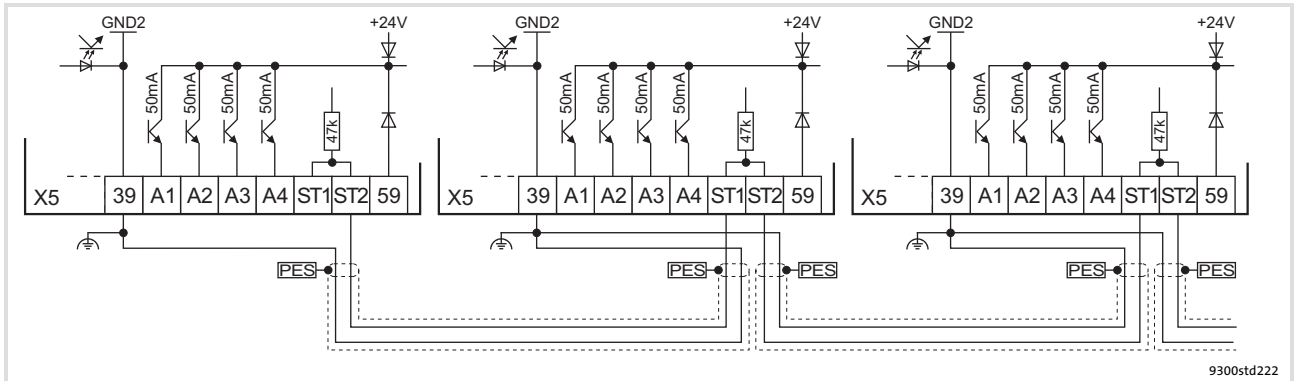 GND2 +24V GND2 +24V GND2 +24V
50mA 50mA 50mA 50mA 50mA 50mA 50mA 50mA 50mA 50mA 50mA 50mA
47k 47k 47k
X5 39 A1 A2 A3 A4 ST1 ST2 59 X5 39 A1 A2 A3 A4 ST1 ST2 59 X5 39 A1 A2 A3 A4 ST1 ST2 59
PES PES PES PES PES
9300std222